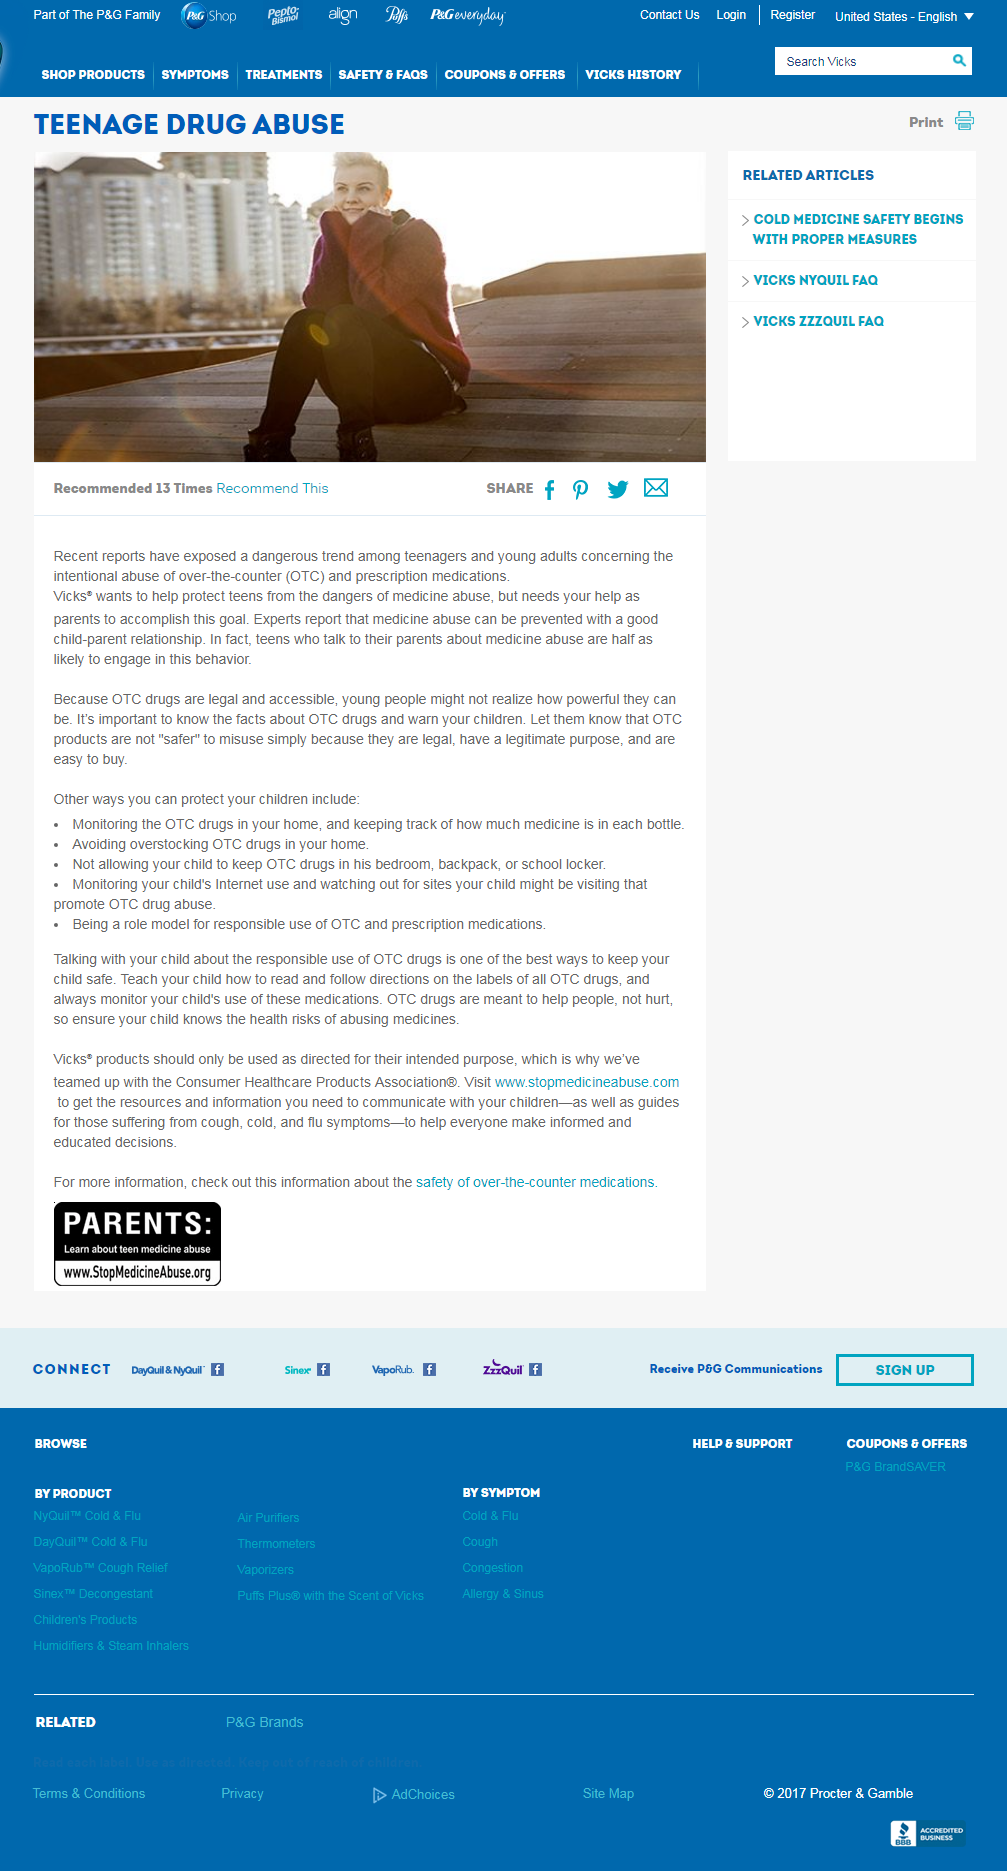 Part of The P&G Family
P&G Shop
Pepto Bismol
align
Puffs
P&G everyday
Contact Us
Login
Register
United States - English
SHOP PRODUCTS
SYMPTOMS
TREATMENTS
SAFETY & FAQS
COUPONS & OFFERS
VICKS HISTORY
Search Vicks
TEENAGE DRUG ABUSE
Print
RELATED ARTICLES
COLD MEDICINE SAFETY BEGINS
WITH PROPER MEASURES
VICKS NYQUIL FAQ
VICKS ZZZQUIL FAQ
Recommended 13 Times Recommend This
SHARE
Recent reports have exposed a dangerous trend among teenagers and young adults concerning the
intentional abuse of over-the-counter (OTC) and prescription medications.
Vicks® wants to help protect teens from the dangers of medicine abuse, but needs your help as
parents to accomplish this goal. Experts report that medicine abuse can be prevented with a good
child-parent relationship. In fact, teens who talk to their parents about medicine abuse are half as
likely to engage in this behavior.
Because OTC drugs are legal and accessible, young people might not realize how powerful they can
be. It's important to know the facts about OTC drugs and warn your children. Let them know that OTC
products are not "safer" to misuse simply because they are legal, have a legitimate purpose, and are
easy to buy.
Other ways you can protect your children include:
• Monitoring the OTC drugs in your home, and keeping track of how much medicine is in each bottle.
• Avoiding overstocking OTC drugs in your home.
• Not allowing your child to keep OTC drugs in his bedroom, backpack, or school locker.
• Monitoring your child's Internet use and watching out for sites your child might be visiting that
promote OTC drug abuse.
• Being a role model for responsible use of OTC and prescription medications.
Talking with your child about the responsible use of OTC drugs is one of the best ways to keep your
child safe. Teach your child how to read and follow directions on the labels of all OTC drugs, and
always monitor your child's use of these medications. OTC drugs are meant to help people, not hurt,
so ensure your child knows the health risks of abusing medicines.
Vicks® products should only be used as directed for their intended purpose, which is why we've
teamed up with the Consumer Healthcare Products Association®. Visit www.stopmedicineabuse.com
to get the resources and information you need to communicate with your children—as well as guides
for those suffering from cough, cold, and flu symptoms—to help everyone make informed and
educated decisions.
For more information, check out this information about the safety of over-the-counter medications.
PARENTS:
Learn about teen medicine abuse
www.StopMedicineAbuse.org
CONNECT
DayQuil & NyQuil
Sinex
VapoRub
ZzzQuil
Receive P&G Communications
SIGN UP
BROWSE
HELP & SUPPORT
COUPONS & OFFERS
P&G BrandSAVER
BY PRODUCT
NyQuil™ Cold & Flu
DayQuil™ Cold & Flu
VapoRub™ Cough Relief
Sinex™ Decongestant
Children's Products
Humidifiers & Steam Inhalers
Air Purifiers
Thermometers
Vaporizers
Puffs Plus® with the Scent of Vicks
BY SYMPTOM
Cold & Flu
Cough
Congestion
Allergy & Sinus
RELATED
P&G Brands
Read each label. Use as directed. Keep out of reach of children.
Terms & Conditions
Privacy
AdChoices
Site Map
© 2017 Procter & Gamble
BBB
ACCREDITED
BUSINESS